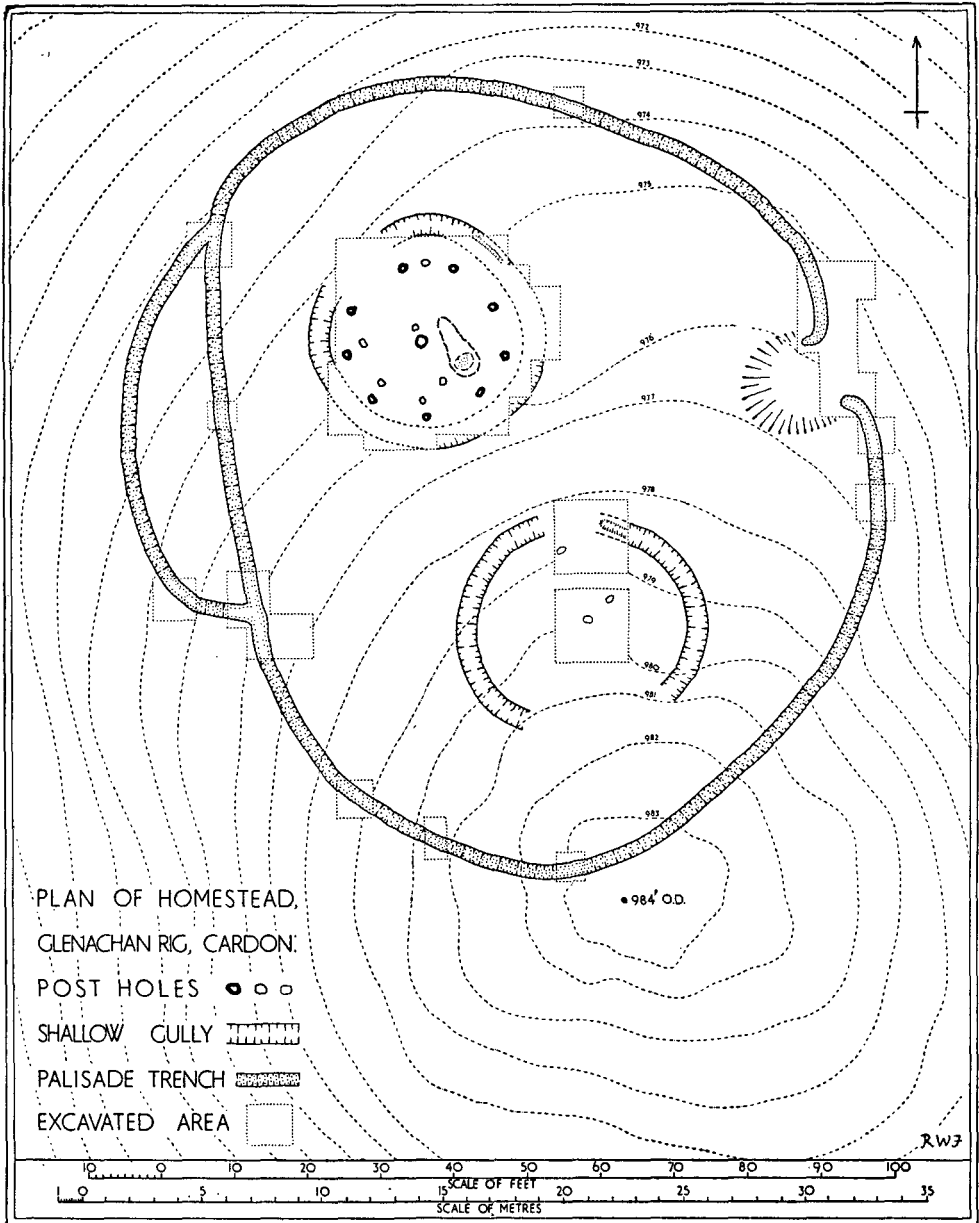 972
973
974
975
976
977
978
979
980
981
982
983
984' O.D.
PLAN OF HOMESTEAD,
GLENACHAN RIG, CARDON:
POST HOLES
SHALLOW GULLY
PALISADE TRENCH
EXCAVATED AREA
RWF
10 0 10 20 30 40 50 60 70 80 90 100
SCALE OF FEET
0 5 10 15 20 25 30 35
SCALE OF METRES